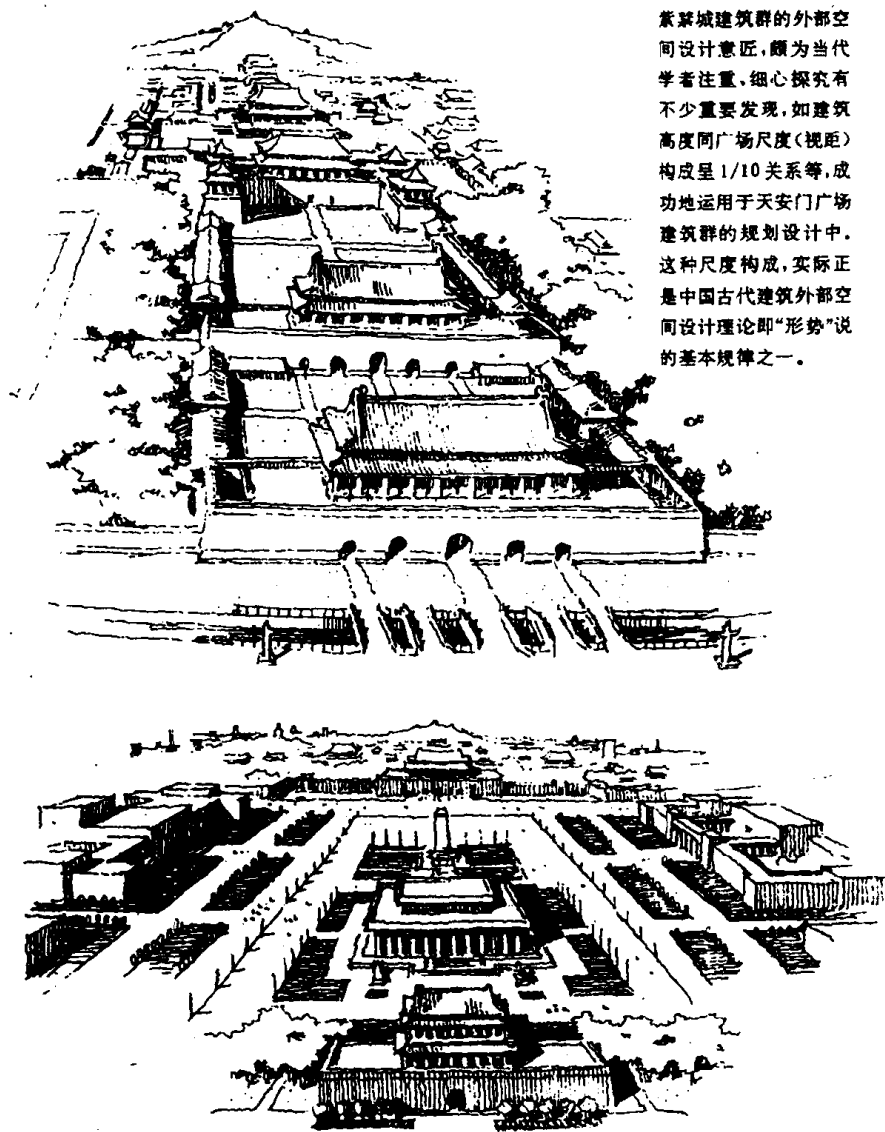 紫禁城建筑群的外部空
间设计意匠,颇为当代
学者注重、细心探究有
不少重要发现,如建筑
高度同广场尺度(视距)
构成呈1/10关系等,成
功地运用于天安门广场
建筑群的规划设计中。
这种尺度构成,实际正
是中国古代建筑外部空
间设计理论即“形势”说
的基本规律之一。